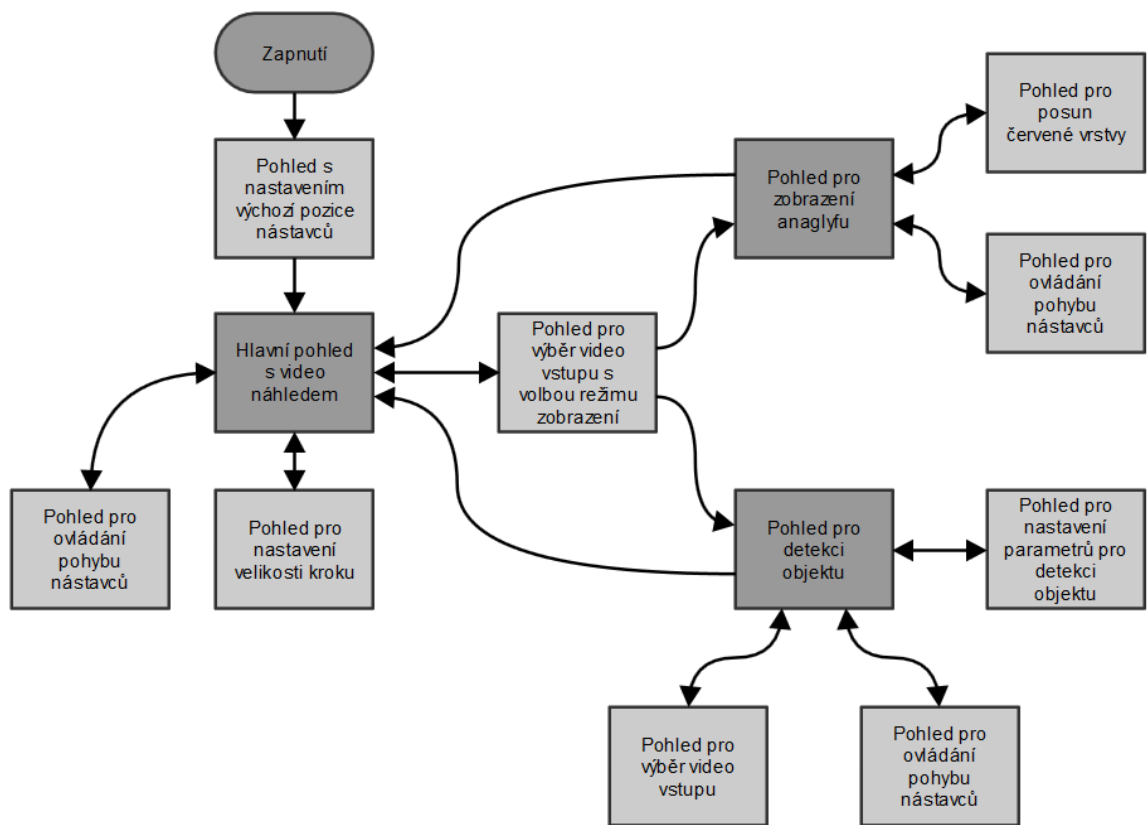 Zapnutí
Pohled s
nastavením
výchozí pozice
nástavců
Hlavní pohled
s video
náhledem
Pohled pro
ovládání
pohybu
nástavců
Pohled pro
nastavení
velikosti kroku
Pohled pro
výběr video
vstupu s
volbou režimu
zobrazení
Pohled pro
zobrazení
anaglyfu
Pohled pro
posun
červené vrstvy
Pohled pro
ovládání
pohybu
nástavců
Pohled pro
detekci
objektu
Pohled pro
nastavení
parametrů pro
detekci
objektu
Pohled pro
výběr video
vstupu
Pohled pro
ovládání
pohybu
nástavců